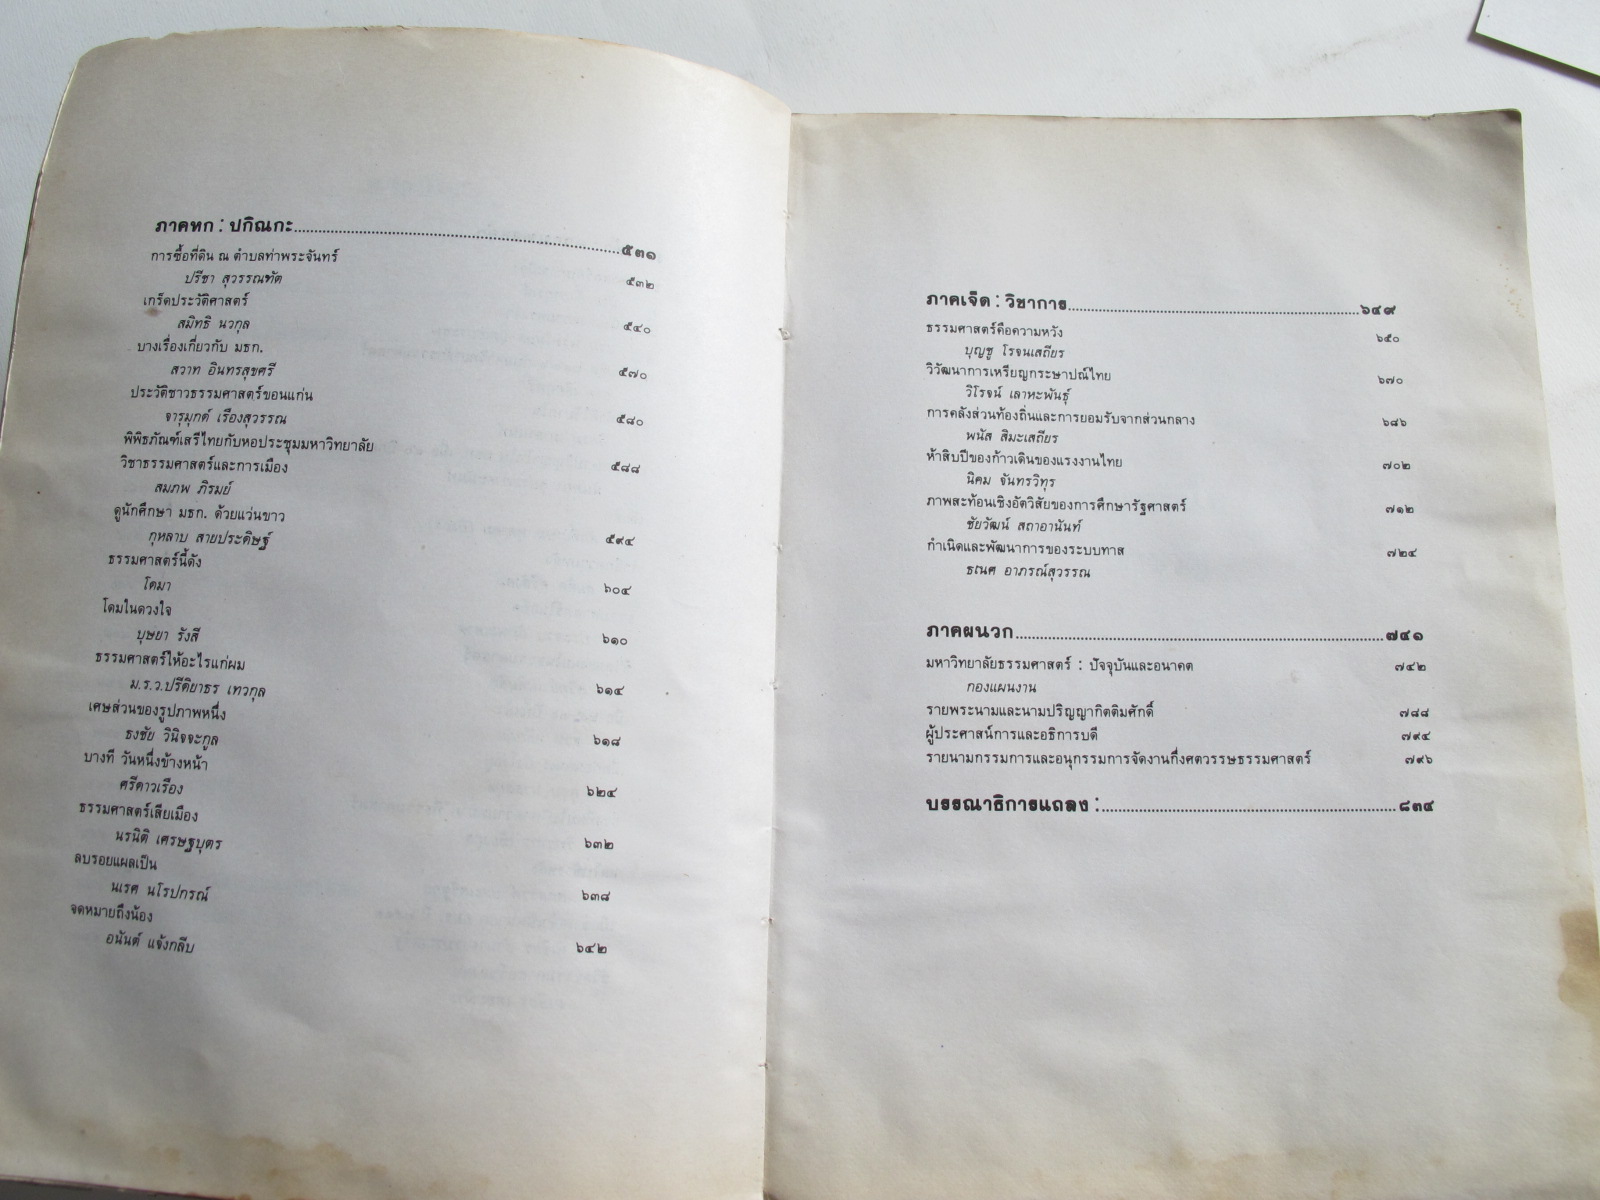 ภาคหก : ปกิณกะ ๕๓๑
การซื้อที่ดิน ณ ตำบลท่าพระจันทร์ ๕๓๒
ปรีชา สุวรรณทัต
เกร็ดประวัติศาสตร์ ๕๔๐
สมิทธิ นวกุล
บางเรื่องเกี่ยวกับ มธก. ๕๗๐
สวาท อินทรสุขศรี
ประวัติชาวธรรมศาสตร์ขอนแก่น ๕๘๐
จารุมุกต์ เรืองสุวรรณ
พิพิธภัณฑ์เสรีไทยกับหอประชุมมหาวิทยาลัย
วิชาธรรมศาสตร์และการเมือง ๕๘๘
สมภพ ภิรมย์
ดูนักศึกษา มธก. ด้วยแว่นขาว ๕๙๔
กุหลาบ สายประดิษฐ์
ธรรมศาสตร์นี้ดัง ๖๐๔
โดมา
โดมในดวงใจ ๖๑๐
บุษยา รังสี
ธรรมศาสตร์ให้อะไรแก่ผม ๖๑๔
ม.ร.ว.ปรีดิยาธร เทวกุล
เศษส่วนของรูปภาพหนึ่ง ๖๑๘
ธงชัย วินิจจะกูล
บางที วันหนึ่งข้างหน้า ๖๒๔
ศรีดาวเรือง
ธรรมศาสตร์เสียเมือง ๖๓๒
นรนิติ เศรษฐบุตร
ลบรอยแผลเป็น ๖๓๘
นเรศ นโรปกรณ์
จดหมายถึงน้อง ๖๔๒
อนันต์ แจ้งกลีบ
ภาคเจ็ด : วิชาการ ๖๔๙
ธรรมศาสตร์คือความหวัง ๖๕๐
บุญชู โรจนเสถียร
วิวัฒนาการเหรียญกระษาปณ์ไทย ๖๗๐
วิโรจน์ เลาหะพันธุ์
การคลังส่วนท้องถิ่นและการยอมรับจากส่วนกลาง ๖๘๖
พนัส สิมะเสถียร
ห้าสิบปีของก้าวเดินของแรงงานไทย ๗๐๒
นิคม จันทรวิทุร
ภาพสะท้อนเชิงอัตวิสัยของการศึกษารัฐศาสตร์ ๗๑๒
ชัยวัฒน์ สถาอานันท์
กำเนิดและพัฒนาการของระบบทาส ๗๒๔
ธเนศ อาภรณ์สุวรรณ
ภาคผนวก ๗๔๑
มหาวิทยาลัยธรรมศาสตร์ : ปัจจุบันและอนาคต ๗๔๒
กองแผนงาน
รายพระนามและนามปริญญากิตติมศักดิ์ ๗๘๘
ผู้ประศาสน์การและอธิการบดี ๗๙๔
รายนามกรรมการและอนุกรรมการจัดงานกึ่งศตวรรษธรรมศาสตร์ ๗๙๖
บรรณาธิการแถลง : ๘๓๔